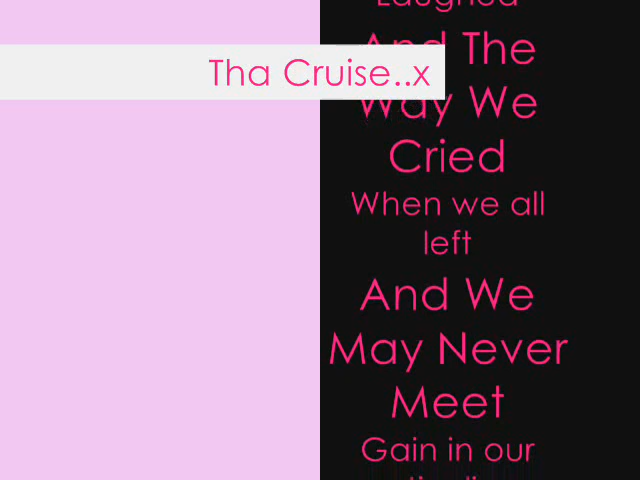 Laughed
And The
Tha Cruise..x
Way We
Cried
When we all
left
And We
May Never
Meet
Gain in our